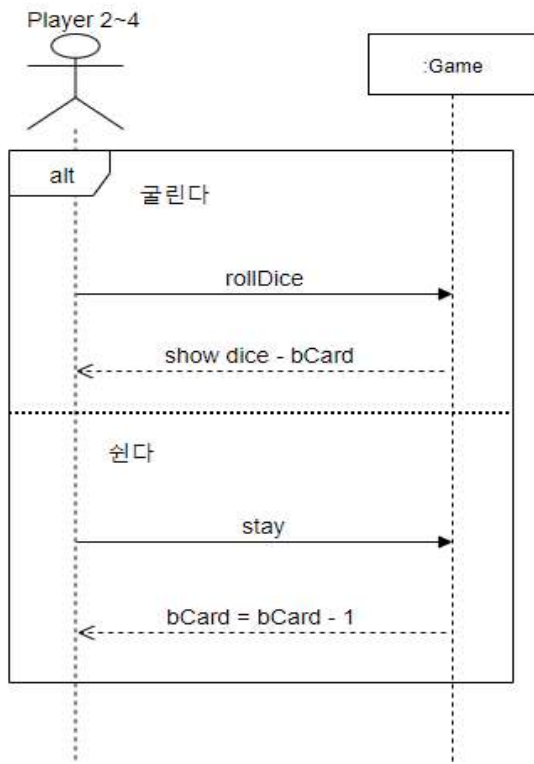 Player 2~4
:Game
alt
굴린다
rollDice
show dice - bCard
쉰다
stay
bCard = bCard - 1